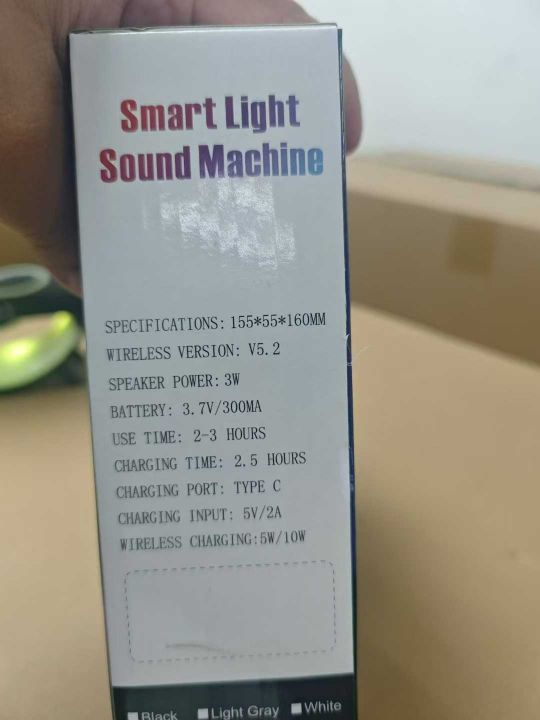 Smart Light
Sound Machine
SPECIFICATIONS: 155*55*160MM
WIRELESS VERSION: V5.2
SPEAKER POWER: 3W
BATTERY: 3.7V/300MA
USE TIME: 2-3 HOURS
CHARGING TIME: 2.5 HOURS
CHARGING PORT: TYPE C
CHARGING INPUT: 5V/2A
WIRELESS CHARGING:5W/10W
Black Light Gray White